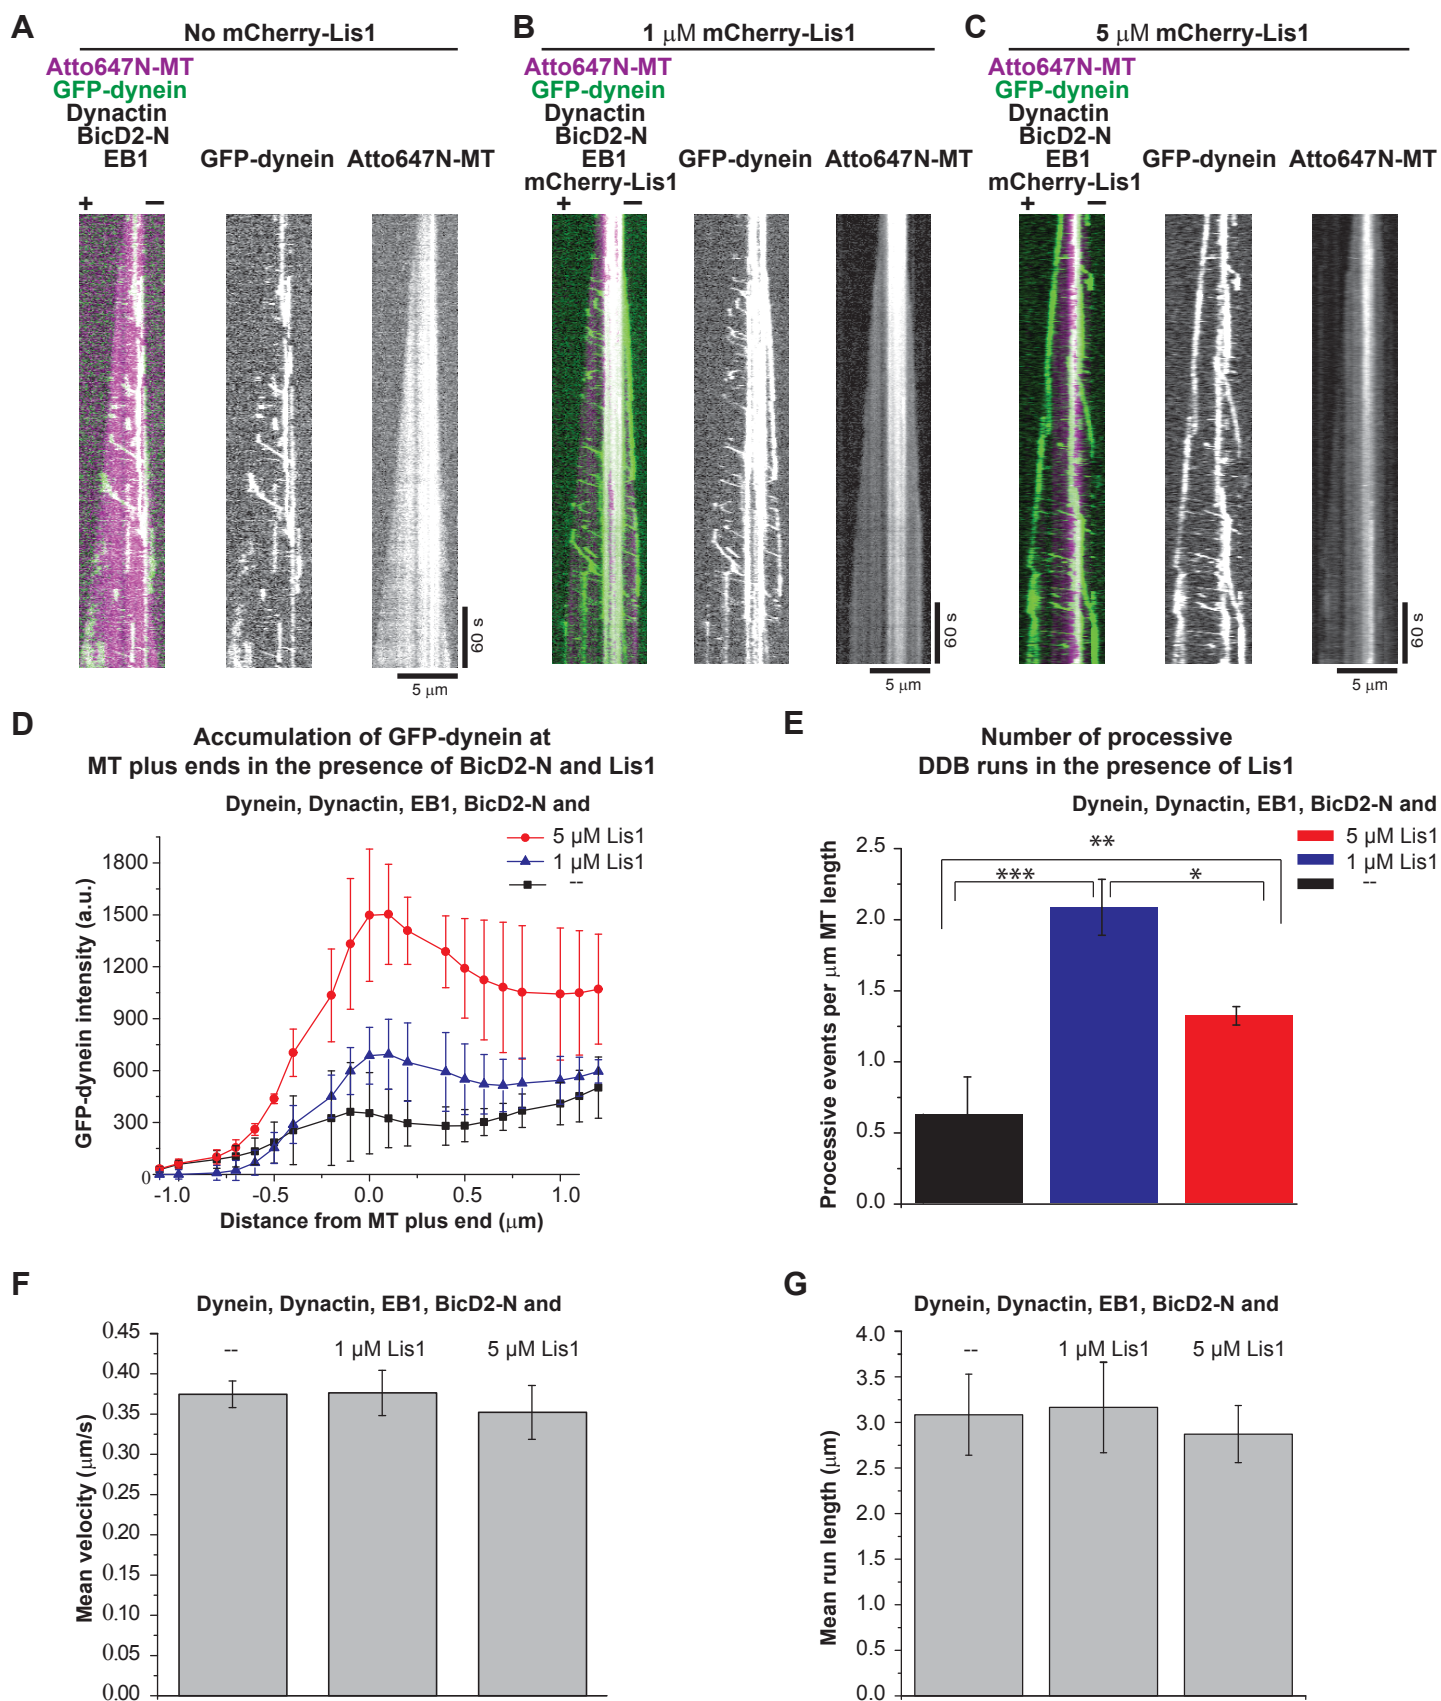 A
No mCherry-Lis1
Atto647N-MT
GFP-dynein
Dynactin
BicD2-N
EB1
GFP-dynein
Atto647N-MT
+ –
60 s
5 μm
B
1 μM mCherry-Lis1
Atto647N-MT
GFP-dynein
Dynactin
BicD2-N
EB1
mCherry-Lis1
GFP-dynein
Atto647N-MT
+ –
60 s
5 μm
C
5 μM mCherry-Lis1
Atto647N-MT
GFP-dynein
Dynactin
BicD2-N
EB1
mCherry-Lis1
GFP-dynein
Atto647N-MT
+ –
60 s
5 μm
D
Accumulation of GFP-dynein at
MT plus ends in the presence of BicD2-N and Lis1
Dynein, Dynactin, EB1, BicD2-N and
5 μM Lis1
1 μM Lis1
--
GFP-dynein intensity (a.u.)
1800
1500
1200
900
600
300
0
-1.0 -0.5 0.0 0.5 1.0
Distance from MT plus end (μm)
E
Number of processive
DDB runs in the presence of Lis1
Dynein, Dynactin, EB1, BicD2-N and
5 μM Lis1
1 μM Lis1
--
**
***
*
Processive events per μm MT length
2.5
2.0
1.5
1.0
0.5
0.0
F
Dynein, Dynactin, EB1, BicD2-N and
-- 1 μM Lis1 5 μM Lis1
Mean velocity (μm/s)
0.45
0.40
0.35
0.30
0.25
0.20
0.15
0.10
0.05
0.00
G
Dynein, Dynactin, EB1, BicD2-N and
-- 1 μM Lis1 5 μM Lis1
Mean run length (μm)
4.0
3.5
3.0
2.5
2.0
1.5
1.0
0.5
0.0